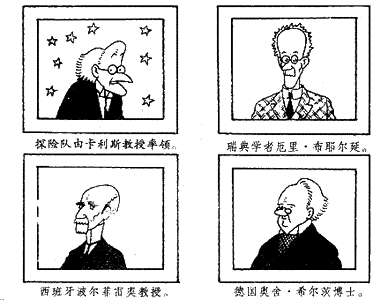 探险队由卡利斯教授率领。
瑞典学者厄里·布耶尔延。
西班牙波尔菲雷奥教授。
德国奥舍·希尔茨博士。